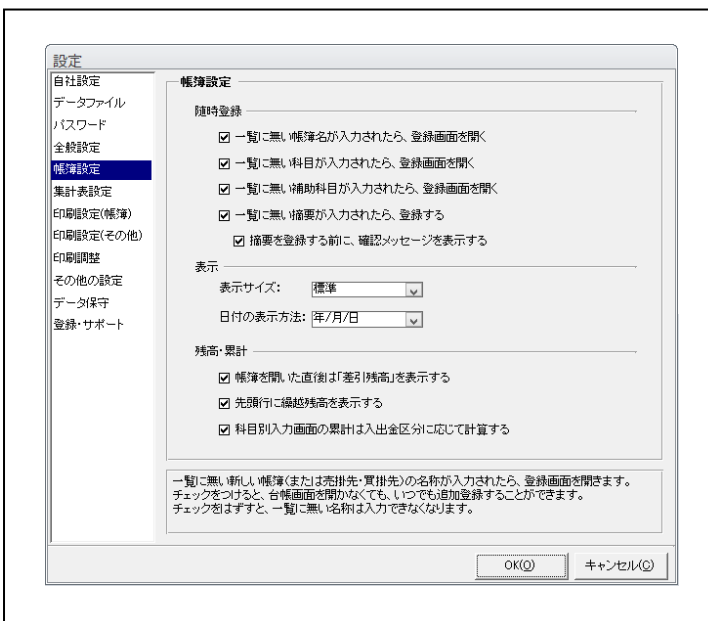 設定
自社設定
データファイル
パスワード
全般設定
帳簿設定
集計表設定
印刷設定(帳簿)
印刷設定(その他)
印刷調整
その他の設定
データ保守
登録・サポート
帳簿設定
随時登録
一覧に無い帳簿名が入力されたら、登録画面を開く
一覧に無い科目が入力されたら、登録画面を開く
一覧に無い補助科目が入力されたら、登録画面を開く
一覧に無い摘要が入力されたら、登録する
摘要を登録する前に、確認メッセージを表示する
表示
表示サイズ: 標準
日付の表示方法: 年/月/日
残高・累計
帳簿を開いた直後は「差引残高」を表示する
先頭行に繰越残高を表示する
科目別入力画面の累計は入出金区分に応じて計算する
一覧に無い新しい帳簿(または売掛先・買掛先)の名称が入力されたら、登録画面を開きます。
チェックをつけると、台帳画面を開かなくても、いつでも追加登録することができます。
チェックをはずすと、一覧に無い名称は入力できなくなります。
OK(O) キャンセル(C)